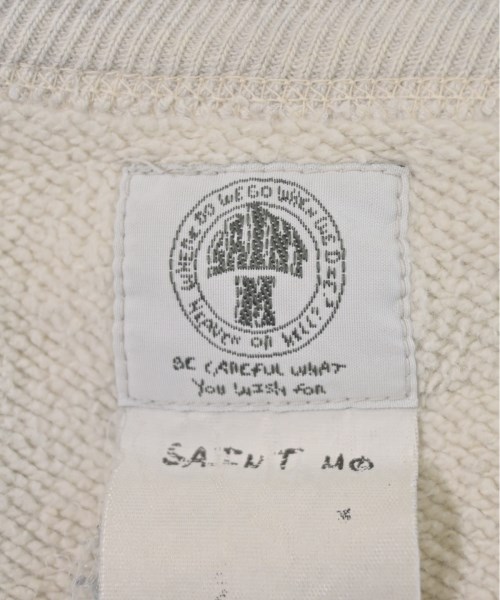 WHERE DO WE GO WHEN WE DIE?
HEAVEN OR HELL?
BE CAREFUL WHAT
YOU WISH FOR
SAINT MO
*